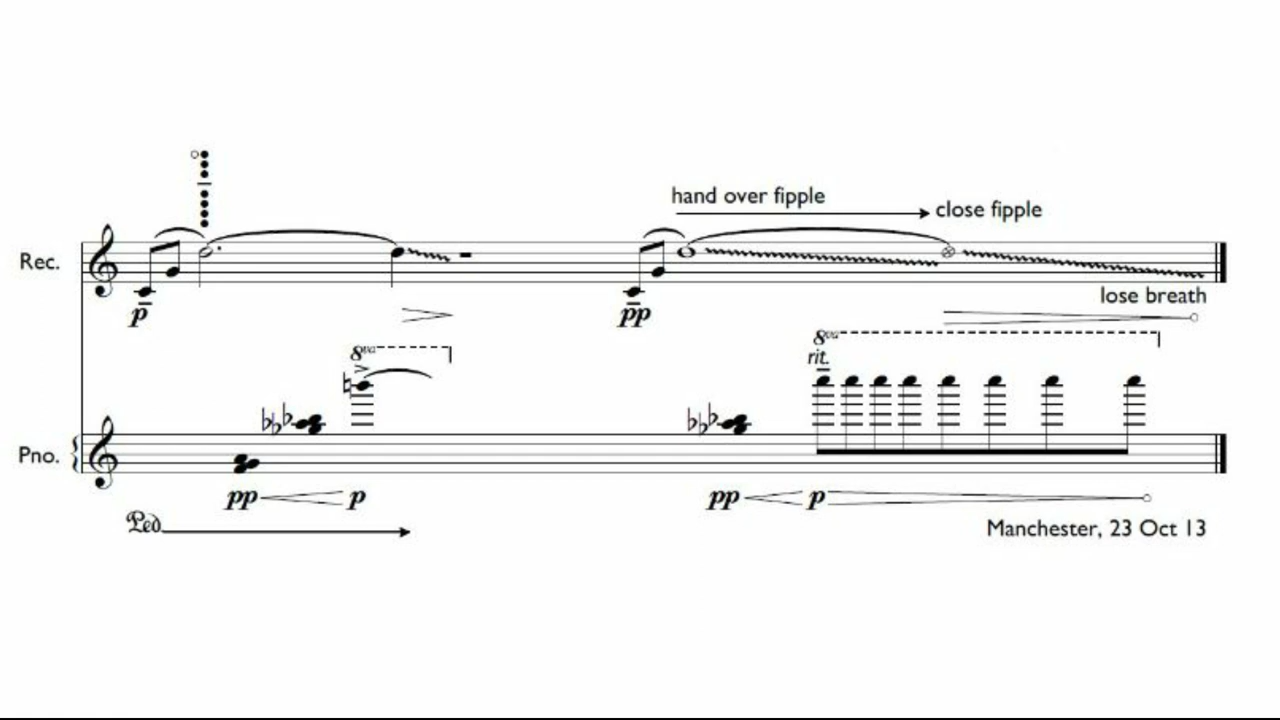 hand over fipple
close fipple
Rec.
p
pp
lose breath
8va
8va
rit.
Pno.
pp
p
pp
p
Ped
Manchester, 23 Oct 13